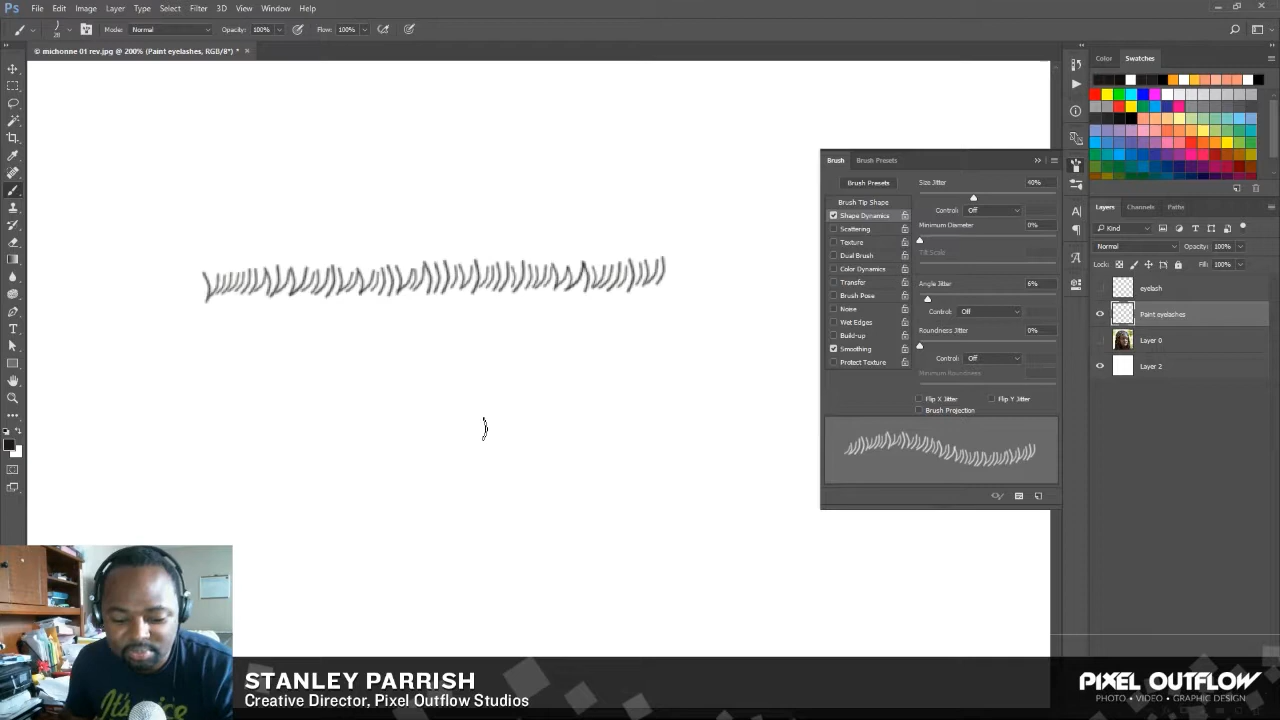 Ps File Edit Image Layer Type Select Filter 3D View Window Help
28 Mode: Normal Opacity: 100% Flow: 100%
© michonne 01 rev.jpg @ 200% (Paint eyelashes, RGB/8*) * ×
Color Swatches
Brush Brush Presets
Brush Presets
Brush Tip Shape
Shape Dynamics
Scattering
Texture
Dual Brush
Color Dynamics
Transfer
Brush Pose
Noise
Wet Edges
Build-up
Smoothing
Protect Texture
Size Jitter 40%
Control: Off
Minimum Diameter 0%
Tilt Scale
Angle Jitter 6%
Control: Off
Roundness Jitter 0%
Control: Off
Minimum Roundness
Flip X Jitter Flip Y Jitter
Brush Projection
Layers Channels Paths
Kind
Normal Opacity: 100%
Lock: Fill: 100%
eyelash
Paint eyelashes
Layer 0
Layer 2
It's
STANLEY PARRISH
Creative Director, Pixel Outflow Studios
PIXEL OUTFLOW
PHOTO • VIDEO • GRAPHIC DESIGN